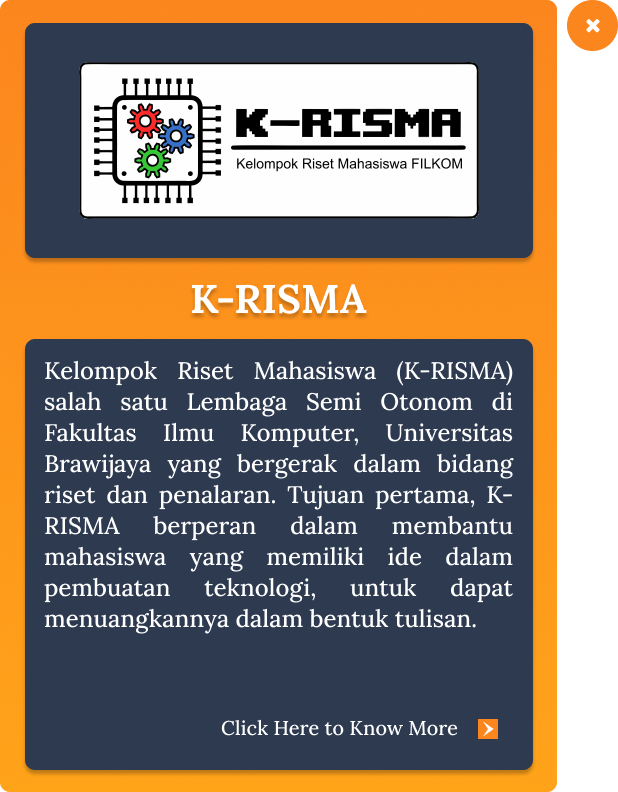 K-RISMA
Kelompok Riset Mahasiswa FILKOM
K-RISMA
Kelompok Riset Mahasiswa (K-RISMA)
salah satu Lembaga Semi Otonom di
Fakultas Ilmu Komputer, Universitas
Brawijaya yang bergerak dalam bidang
riset dan penalaran. Tujuan pertama, K-
RISMA berperan dalam membantu
mahasiswa yang memiliki ide dalam
pembuatan teknologi, untuk dapat
menuangkannya dalam bentuk tulisan.
Click Here to Know More